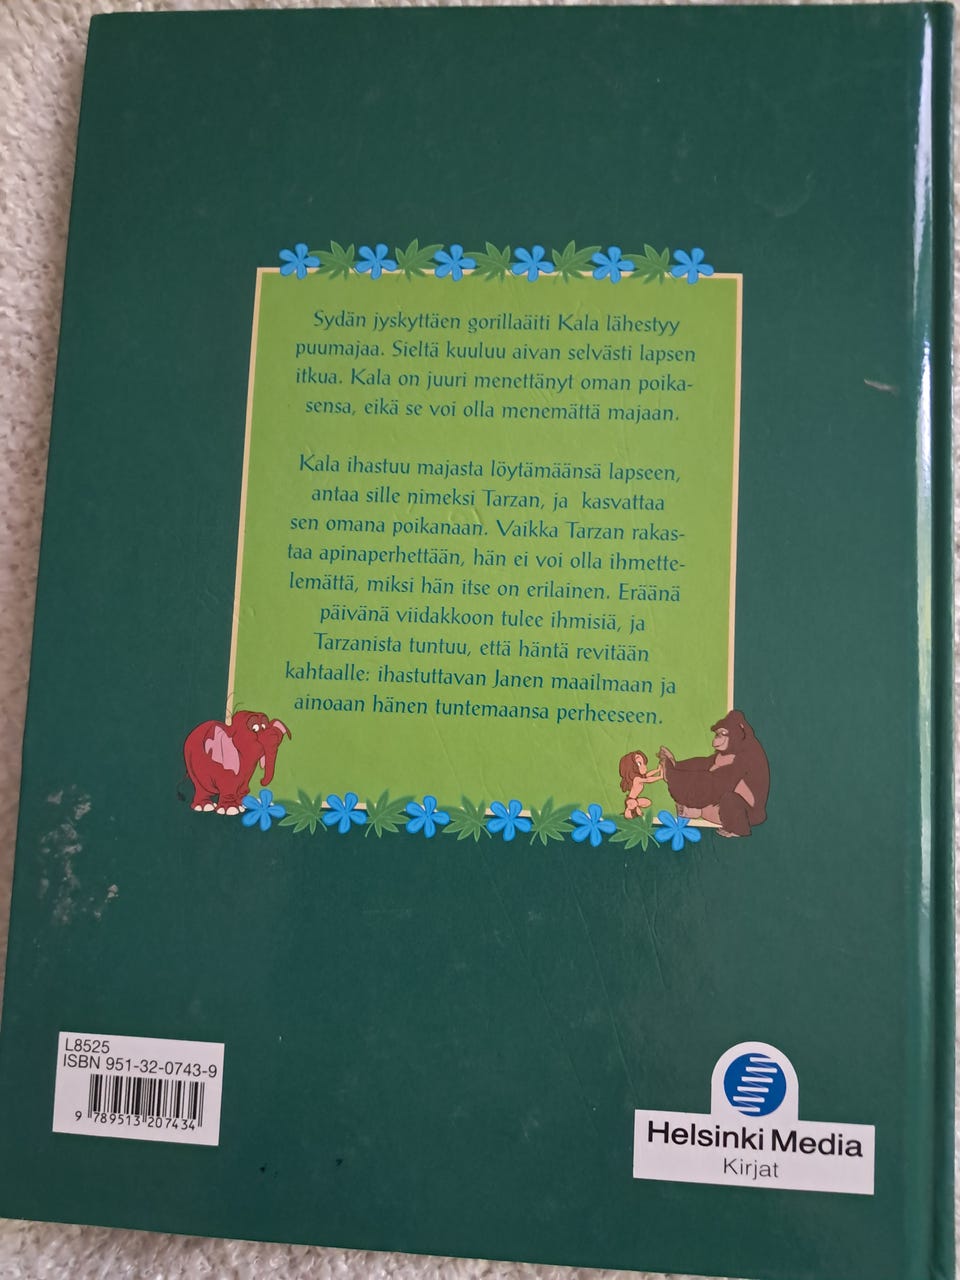 Sydän jyskyttäen gorillaäiti Kala lähestyy
puumajaa. Sieltä kuuluu aivan selvästi lapsen
itkua. Kala on juuri menettänyt oman poika-
sensa, eikä se voi olla menemättä majaan.
Kala ihastuu majasta löytämäänsä lapseen,
antaa sille nimeksi Tarzan, ja kasvattaa
sen omana poikanaan. Vaikka Tarzan rakas-
taa apinaperhettään, hän ei voi olla ihmette-
lemättä, miksi hän itse on erilainen. Eräänä
päivänä viidakkoon tulee ihmisiä, ja
Tarzanista tuntuu, että häntä revitään
kahtaalle: ihastuttavan Janen maailmaan ja
ainoaan hänen tuntemaansa perheeseen.
L8525
ISBN 951-32-0743-9
9 789513 207434
Helsinki Media
Kirjat